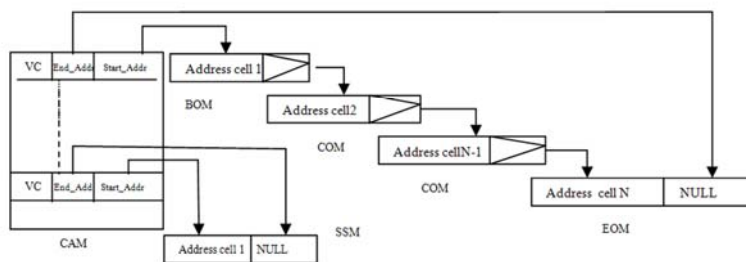 VC End_Addr Start_Addr
Address cell 1
BOM
Address cell2
COM
Address cellN-1
COM
Address cell N NULL
EOM
VC End_Add Start_Addr
CAM
Address cell 1 NULL
SSM